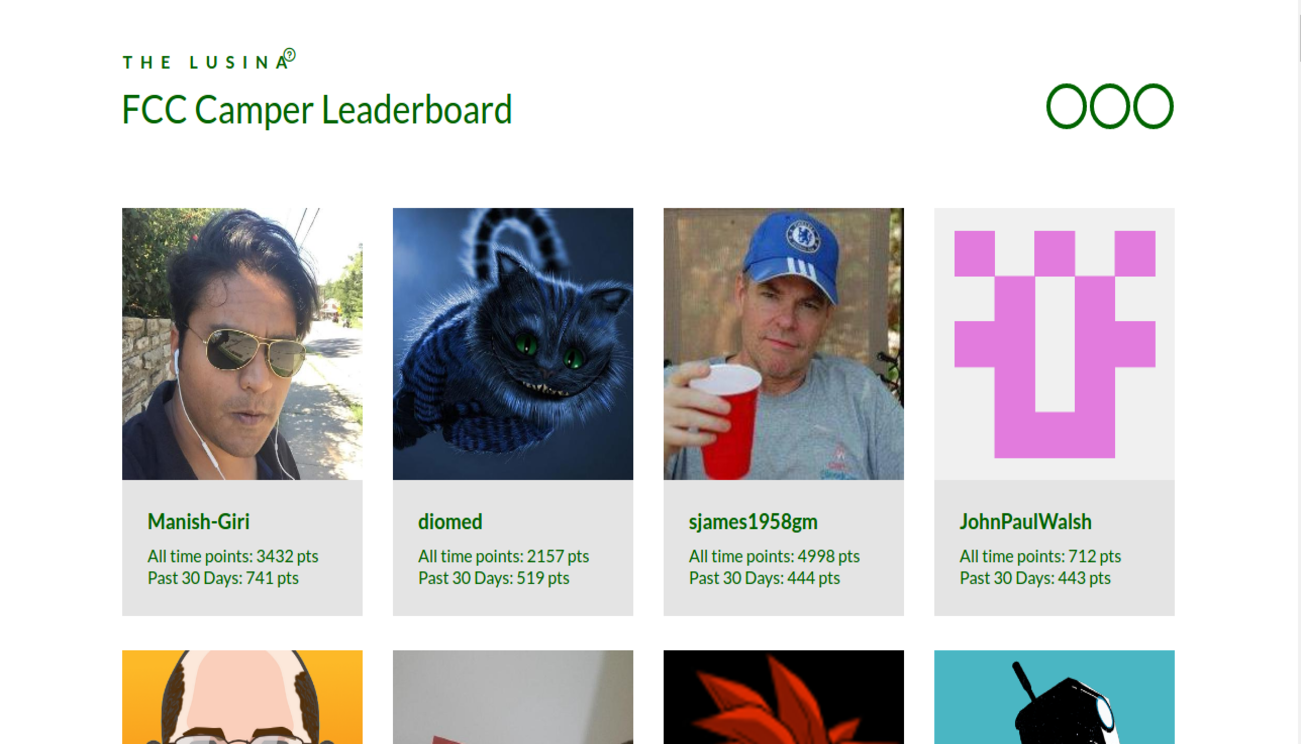 THE LUSINA ?
FCC Camper Leaderboard
Manish-Giri
All time points: 3432 pts
Past 30 Days: 741 pts
diomed
All time points: 2157 pts
Past 30 Days: 519 pts
sjames1958gm
All time points: 4998 pts
Past 30 Days: 444 pts
JohnPaulWalsh
All time points: 712 pts
Past 30 Days: 443 pts